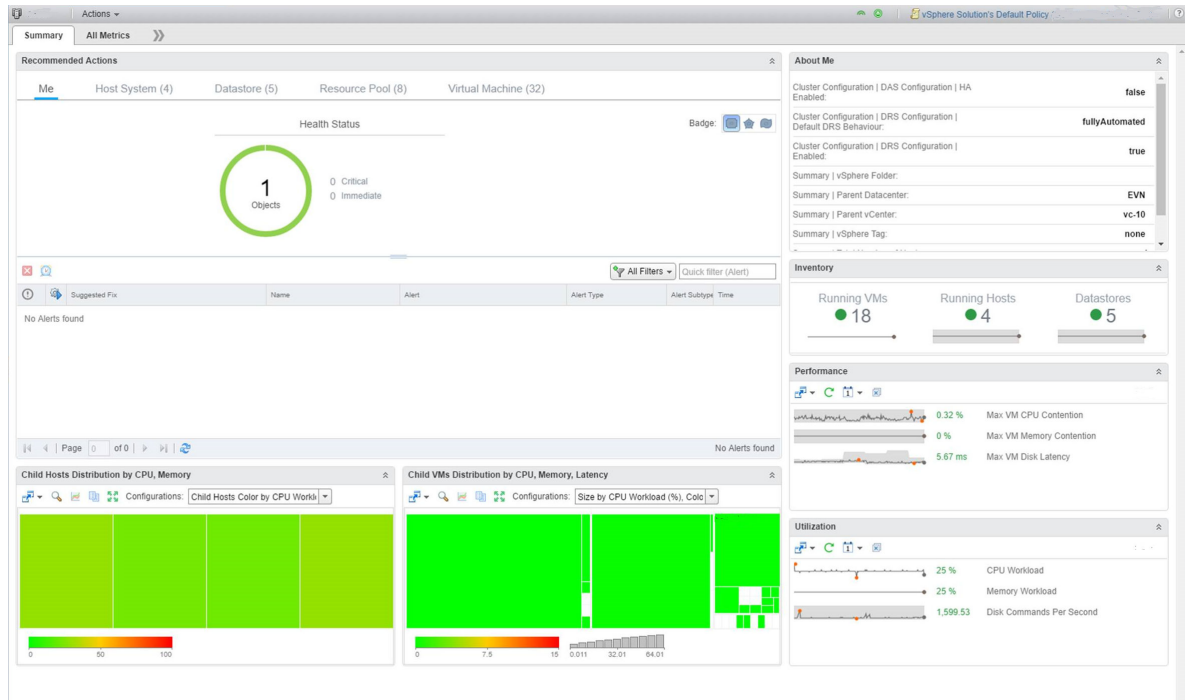 Actions
vSphere Solution's Default Policy
Summary
All Metrics
Recommended Actions
Me
Host System (4)
Datastore (5)
Resource Pool (8)
Virtual Machine (32)
Health Status
Badge:
1
Objects
0 Critical
0 Immediate
All Filters
Quick filter (Alert)
Suggested Fix
Name
Alert
Alert Type
Alert Subtype
Time
No Alerts found
Page 0 of 0
No Alerts found
Child Hosts Distribution by CPU, Memory
Configurations:
Child Hosts Color by CPU Workl
0 50 100
Child VMs Distribution by CPU, Memory, Latency
Configurations:
Size by CPU Workload (%), Colo
0 7.5 15
0.011 32.01 64.01
About Me
Cluster Configuration | DAS Configuration | HA
Enabled:
false
Cluster Configuration | DRS Configuration |
Default DRS Behaviour:
fullyAutomated
Cluster Configuration | DRS Configuration |
Enabled:
true
Summary | vSphere Folder:
Summary | Parent Datacenter:
EVN
Summary | Parent vCenter:
vc-10
Summary | vSphere Tag:
none
Inventory
Running VMs
18
Running Hosts
4
Datastores
5
Performance
0.32 % Max VM CPU Contention
0 % Max VM Memory Contention
5.67 ms Max VM Disk Latency
Utilization
25 % CPU Workload
25 % Memory Workload
1,599.53 Disk Commands Per Second